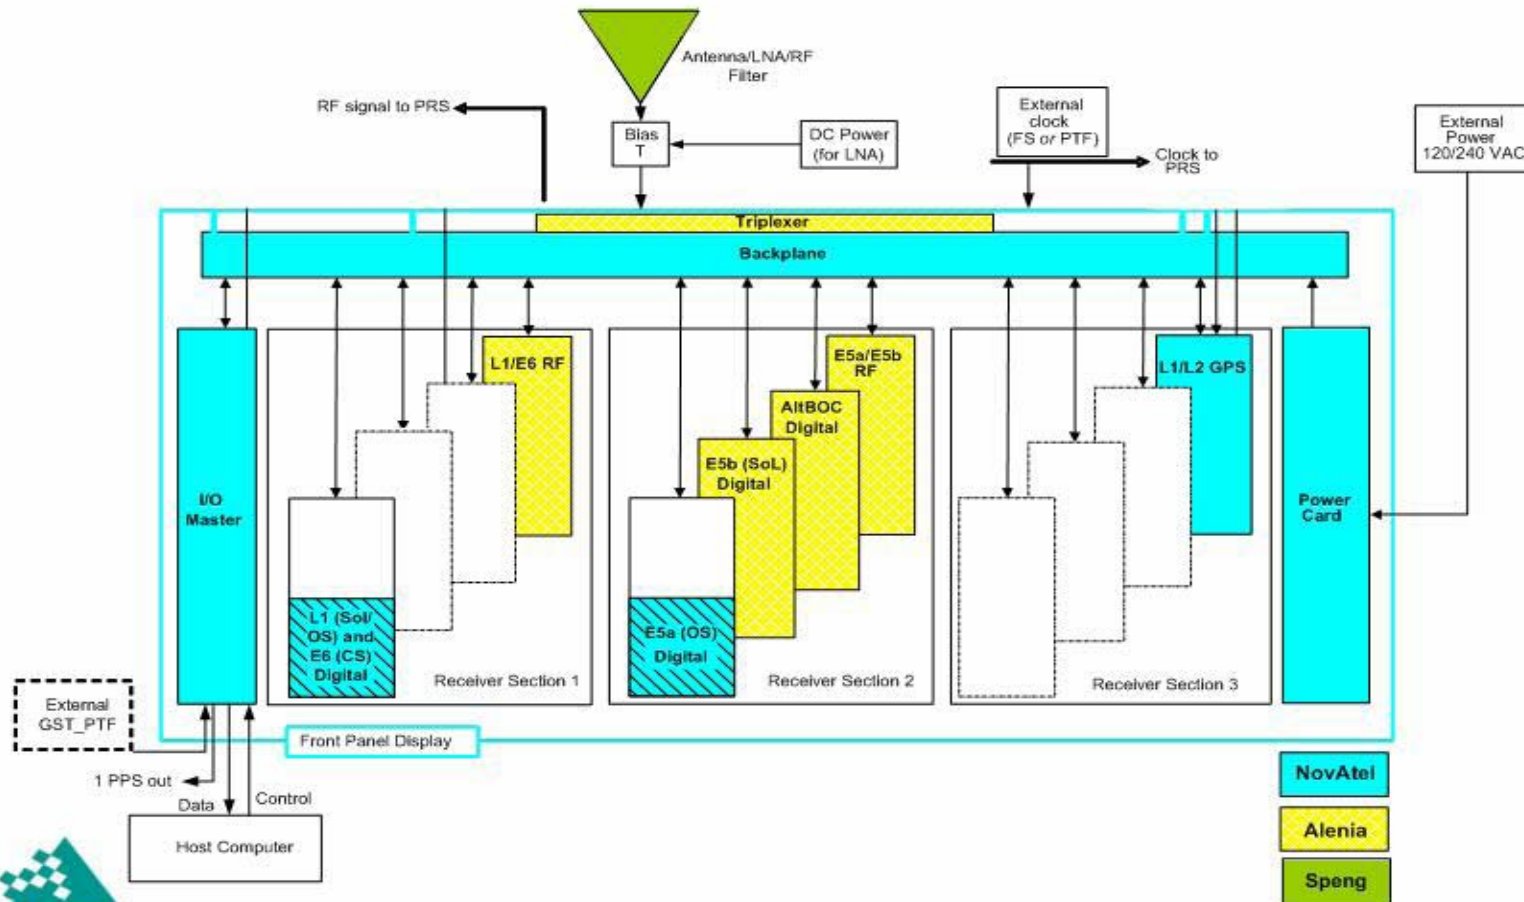 Antenna/LNA/RF
Filter
RF signal to PRS
Bias
T
DC Power
(for LNA)
External
clock
(FS or PTF)
Clock to
PRS
External
Power
120/240 VAC
Triplexer
Backplane
I/O
Master
L1/E6 RF
L1 (Sol/
OS) and
E6 (CS)
Digital
Receiver Section 1
E5a/E5b
RF
AltBOC
Digital
E5b (SoL)
Digital
E5a (OS)
Digital
Receiver Section 2
L1/L2 GPS
Receiver Section 3
Power
Card
External
GST_PTF
Front Panel Display
1 PPS out
Data
Control
Host Computer
NovAtel
Alenia
Speng